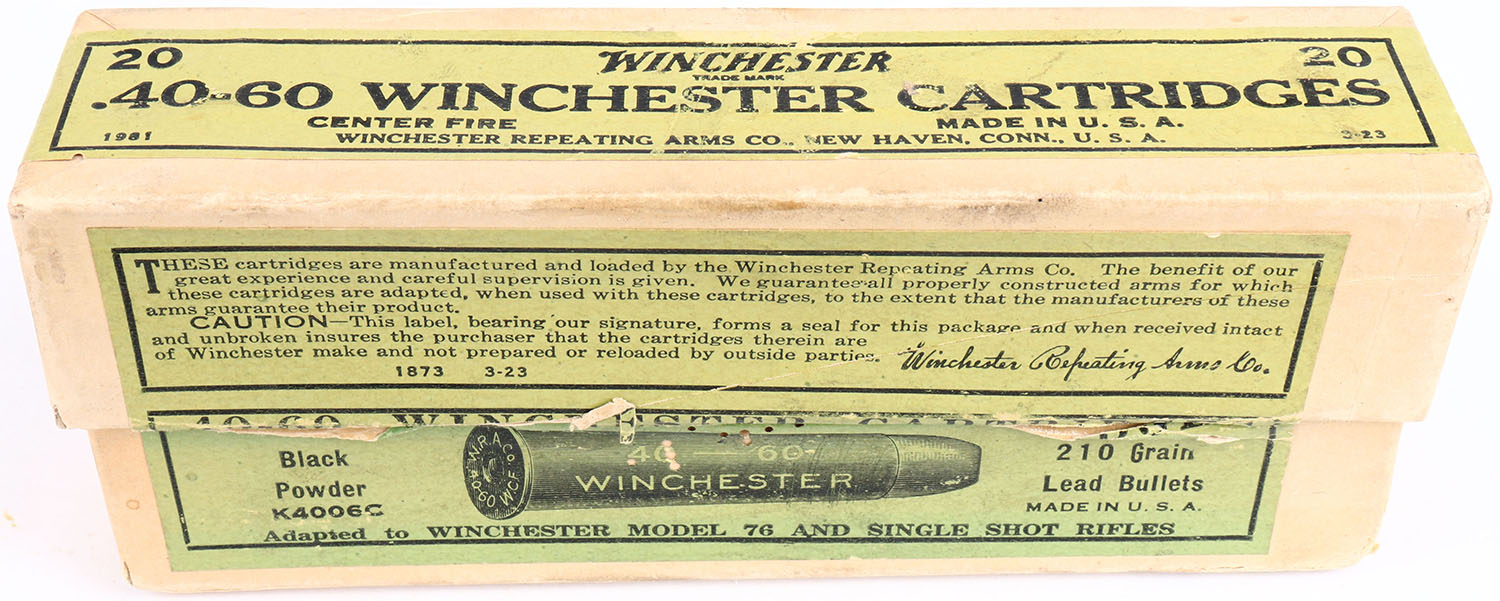 20 WINCHESTER 20
TRADE MARK
.40-60 WINCHESTER CARTRIDGES
CENTER FIRE MADE IN U. S. A.
1981 WINCHESTER REPEATING ARMS CO., NEW HAVEN, CONN., U. S. A. 3-23
THESE cartridges are manufactured and loaded by the Winchester Repeating Arms Co. The benefit of our
great experience and careful supervision is given. We guarantee all properly constructed arms for which
these cartridges are adapted, when used with these cartridges, to the extent that the manufacturers of these
arms guarantee their product.
CAUTION—This label, bearing our signature, forms a seal for this package and when received intact
and unbroken insures the purchaser that the cartridges therein are
of Winchester make and not prepared or reloaded by outside parties. Winchester Repeating Arms Co.
1873 3-23
.40-60 WINCHESTER
Black
Powder
K4006C
W.R.A.Co.
40-60 W.C.F.
40—60
WINCHESTER
210 Grain
Lead Bullets
MADE IN U. S. A.
Adapted to WINCHESTER MODEL 76 AND SINGLE SHOT RIFLES